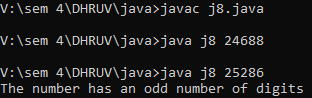 V:\sem 4\DHRUV\java>javac j8.java
V:\sem 4\DHRUV\java>java j8 24688
V:\sem 4\DHRUV\java>java j8 25286
The number has an odd number of digits